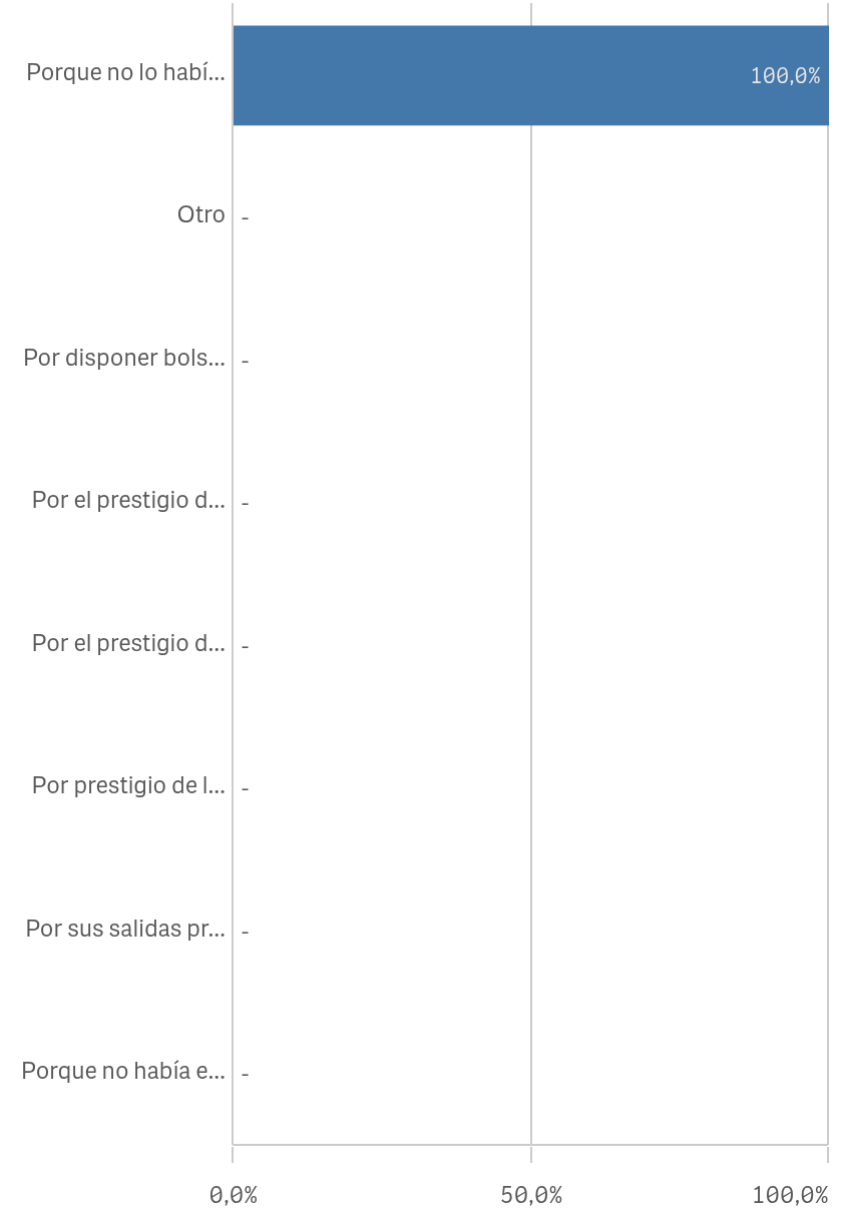 Porque no lo habí...
100,0%
Otro
-
Por disponer bols...
-
Por el prestigio d...
-
Por el prestigio d...
-
Por prestigio de l...
-
Por sus salidas pr...
-
Porque no había e...
-
0,0%
50,0%
100,0%